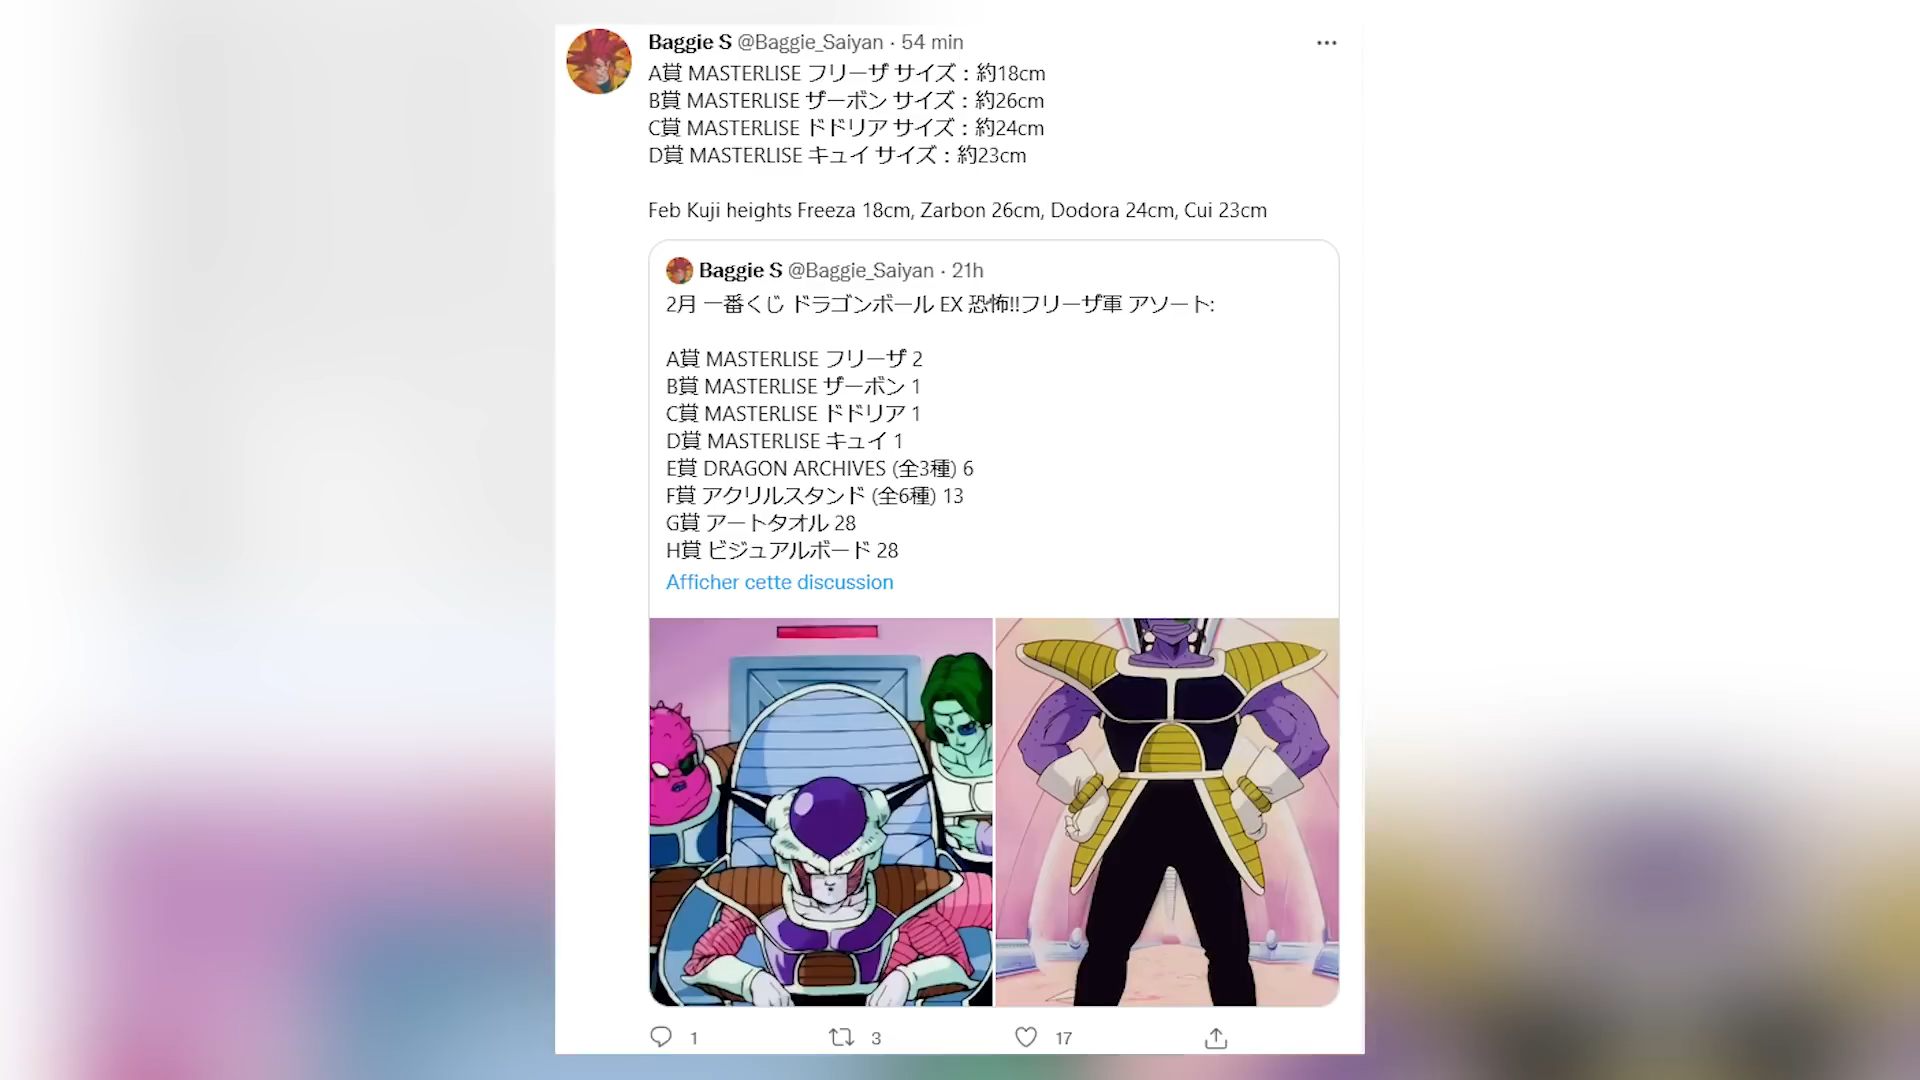 Baggie S @Baggie_Saiyan · 54 min
A賞 MASTERLISE フリーザ サイズ：約18cm
B賞 MASTERLISE ザーボン サイズ：約26cm
C賞 MASTERLISE ドドリア サイズ：約24cm
D賞 MASTERLISE キュイ サイズ：約23cm
Feb Kuji heights Freeza 18cm, Zarbon 26cm, Dodora 24cm, Cui 23cm
Baggie S @Baggie_Saiyan · 21h
2月 一番くじ ドラゴンボール EX 恐怖!!フリーザ軍 アソート:
A賞 MASTERLISE フリーザ 2
B賞 MASTERLISE ザーボン 1
C賞 MASTERLISE ドドリア 1
D賞 MASTERLISE キュイ 1
E賞 DRAGON ARCHIVES (全3種) 6
F賞 アクリルスタンド (全6種) 13
G賞 アートタオル 28
H賞 ビジュアルボード 28
Afficher cette discussion
1 3 17